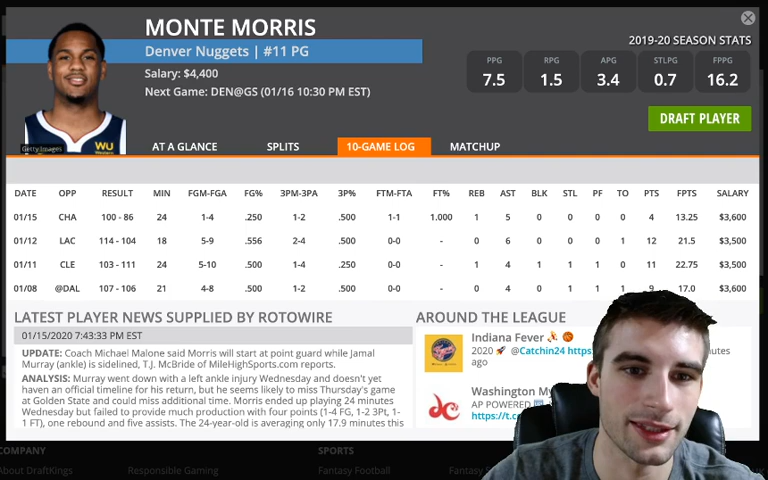 MONTE MORRIS
Denver Nuggets | #11 PG
Salary: $4,400
Next Game: DEN@GS (01/16 10:30 PM EST)
2019-20 SEASON STATS
PPG RPG APG STLPG FPPG
7.5 1.5 3.4 0.7 16.2
DRAFT PLAYER
Getty Images
WU
AT A GLANCE SPLITS 10-GAME LOG MATCHUP
DATE OPP RESULT MIN FGM-FGA FG% 3PM-3PA 3P% FTM-FTA FT% REB AST BLK STL PF TO PTS FPTS SALARY
01/15 CHA 100 - 86 24 1-4 .250 1-2 .500 1-1 1.000 1 5 0 0 0 0 4 13.25 $3,600
01/12 LAC 114 - 104 18 5-9 .556 2-4 .500 0-0 - 0 6 0 0 0 1 12 21.5 $3,500
01/11 CLE 103 - 111 24 5-10 .500 1-4 .250 0-0 - 1 4 1 1 1 0 11 22.75 $3,500
01/08 @DAL 107 - 106 21 4-8 .500 1-2 .500 0-0 - 0 4 0 1 1 1 9 17.0 $3,600
LATEST PLAYER NEWS SUPPLIED BY ROTOWIRE
01/15/2020 7:43:33 PM EST
UPDATE: Coach Michael Malone said Morris will start at point guard while Jamal
Murray (ankle) is sidelined, T.J. McBride of MileHighSports.com reports.
ANALYSIS: Murray went down with a left ankle injury Wednesday and doesn't yet
haven an official timeline for his return, but he seems likely to miss Thursday's game
at Golden State and could miss additional time. Morris ended up playing 24 minutes
Wednesday but failed to provide much production with four points (1-4 FG, 1-2 3Pt, 1-
1 FT), one rebound and five assists. The 24-year-old is averaging only 17.9 minutes this
AROUND THE LEAGUE
Indiana Fever
2020 🚀 @Catchin24 https
ago
Washington My
AP POWERED
https://t.c
COMPANY SPORTS
About DraftKings Responsible Gaming Fantasy Football Fantasy